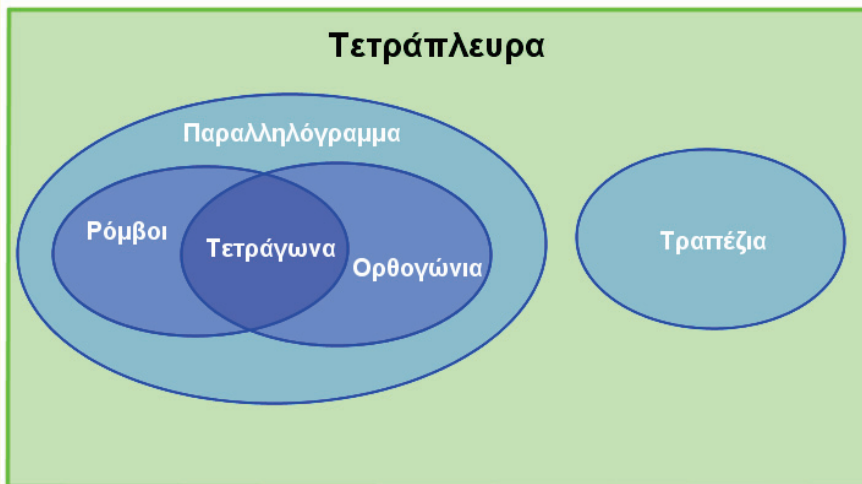 Τετράπλευρα
Παραλληλόγραμμα
Ρόμβοι
Τετράγωνα
Ορθογώνια
Τραπέζια